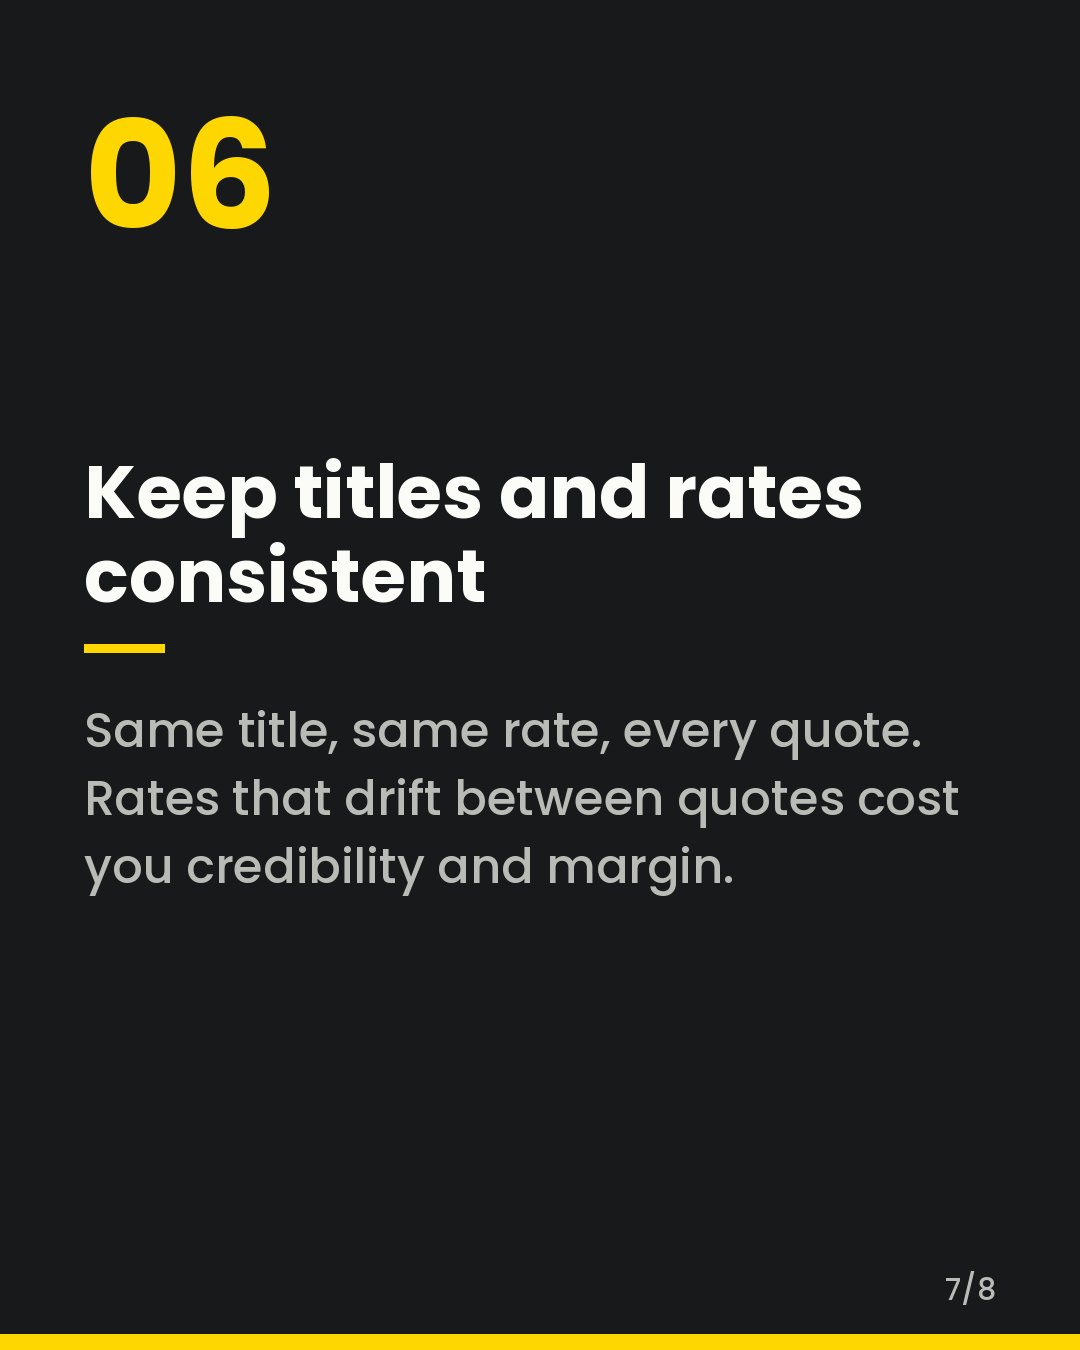 06
Keep titles and rates
consistent
Same title, same rate, every quote.
Rates that drift between quotes cost
you credibility and margin.
7/8